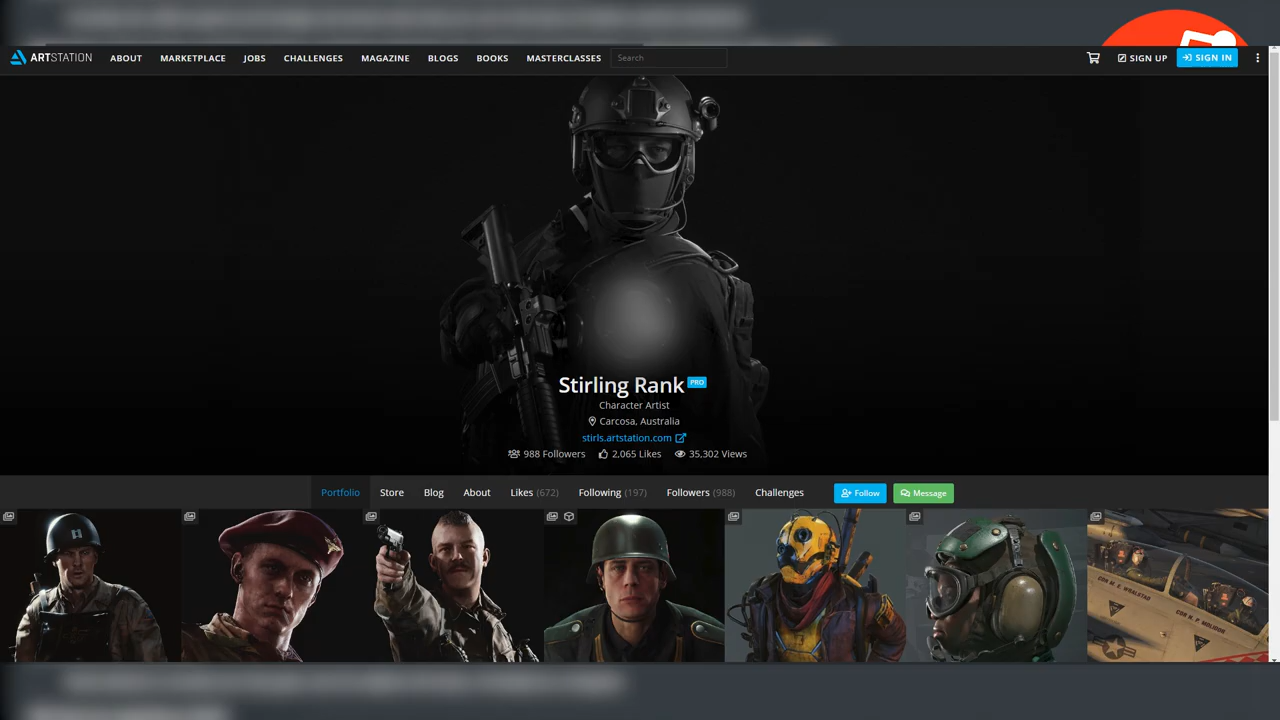 ARTSTATION ABOUT MARKETPLACE JOBS CHALLENGES MAGAZINE BLOGS BOOKS MASTERCLASSES Search SIGN UP SIGN IN
Stirling Rank PRO
Character Artist
Carcosa, Australia
stirls.artstation.com
988 Followers 2,065 Likes 35,302 Views
Portfolio Store Blog About Likes (672) Following (197) Followers (988) Challenges Follow Message